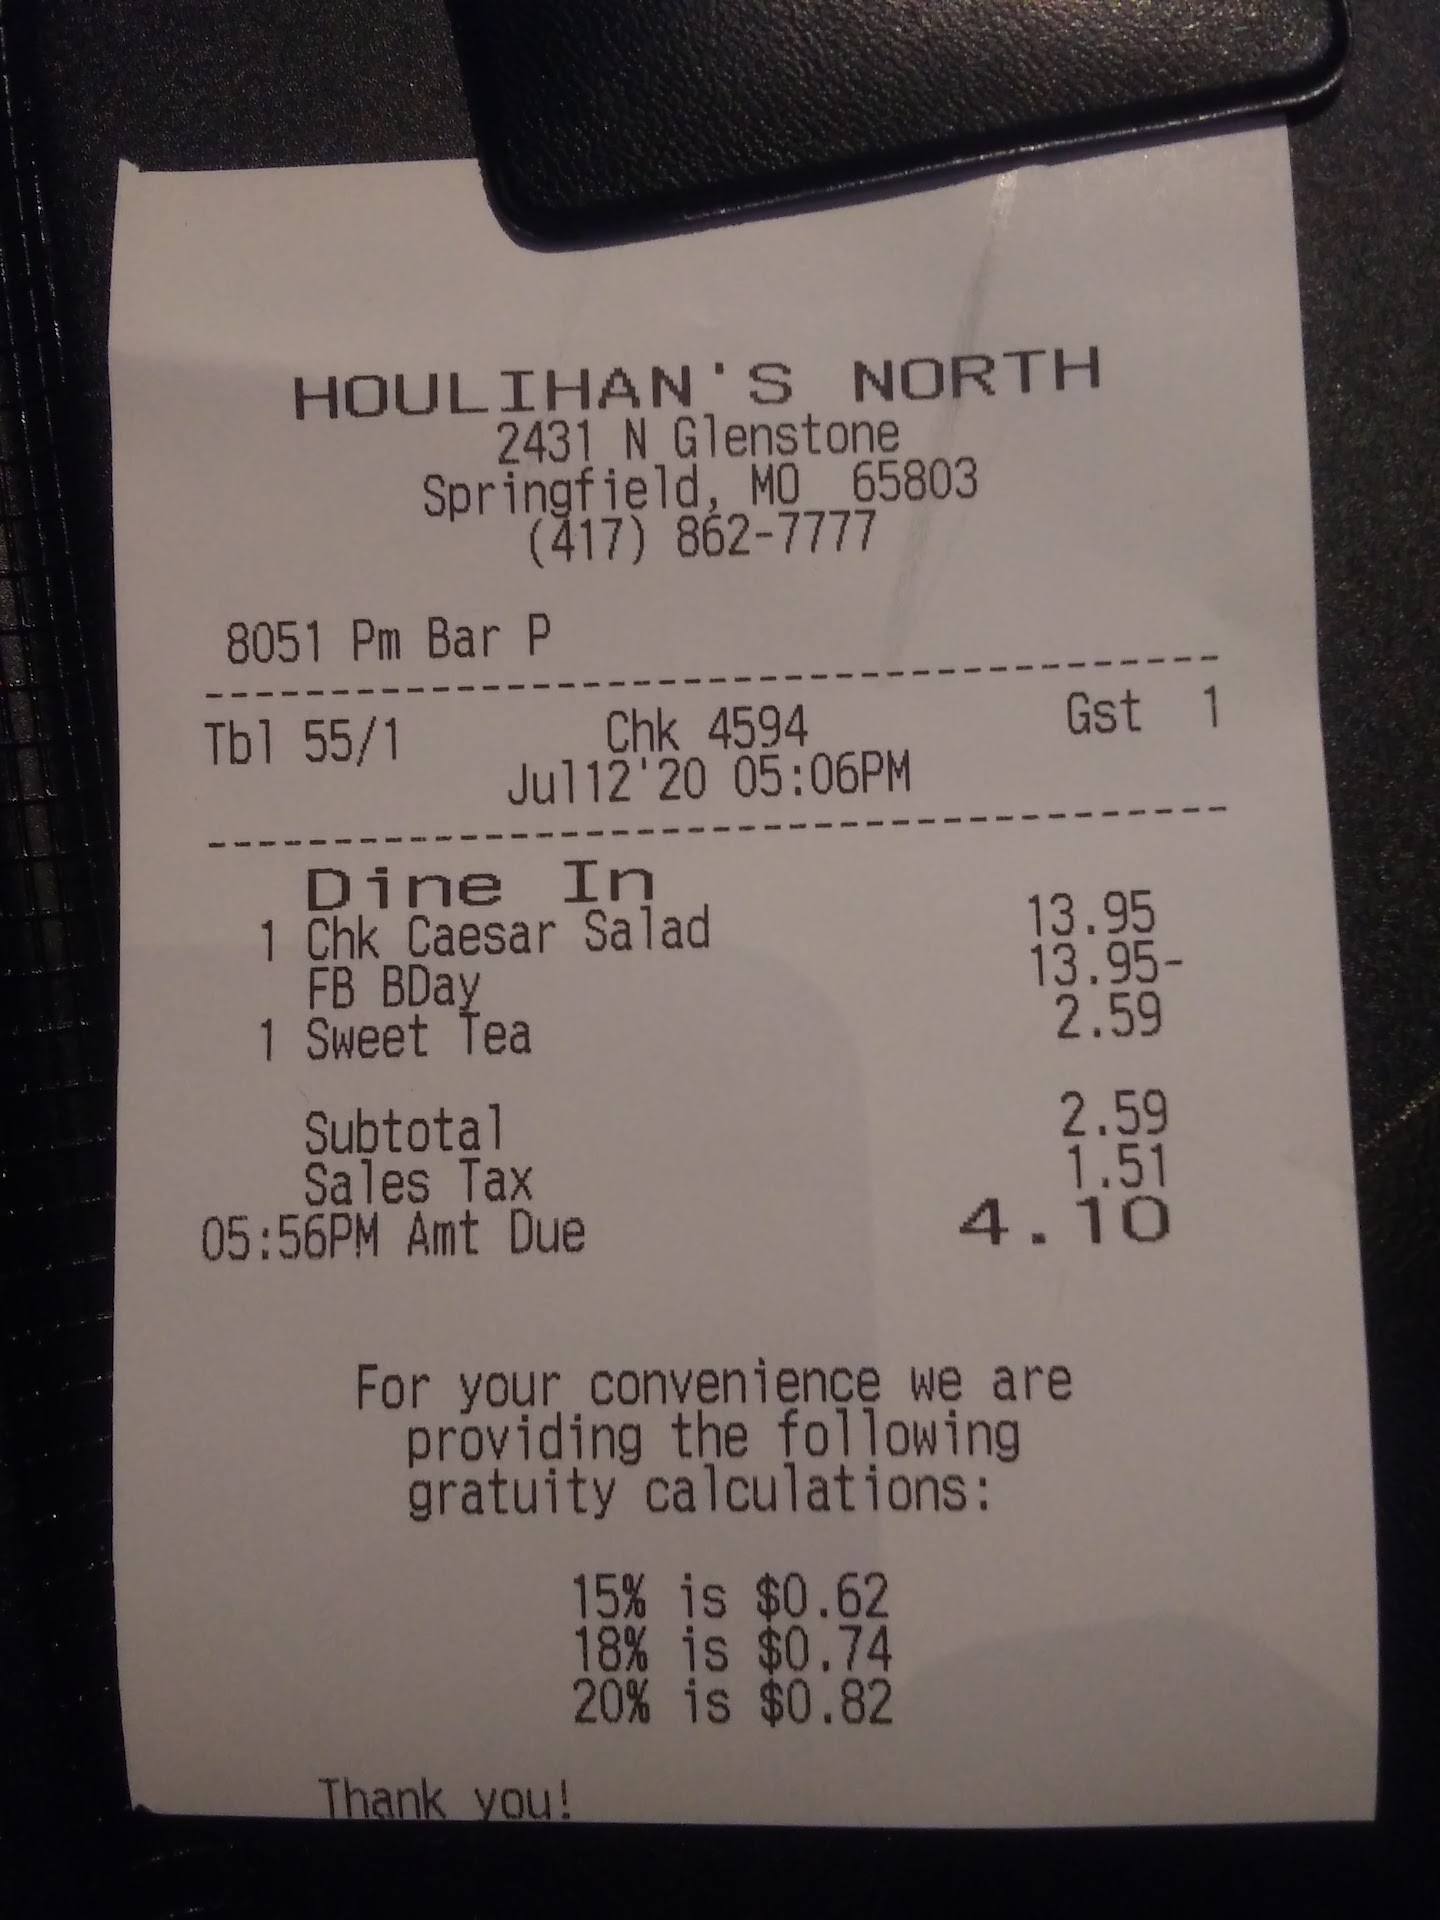 HOULIHAN'S NORTH
2431 N Glenstone
Springfield, MO 65803
(417) 862-7777
8051 Pm Bar P
Tbl 55/1 Chk 4594 Gst 1
Jul12'20 05:06PM
Dine In
1 Chk Caesar Salad 13.95
FB BDay 13.95-
1 Sweet Tea 2.59
Subtotal 2.59
Sales Tax 1.51
05:56PM Amt Due 4.10
For your convenience we are
providing the following
gratuity calculations:
15% is $0.62
18% is $0.74
20% is $0.82
Thank you!